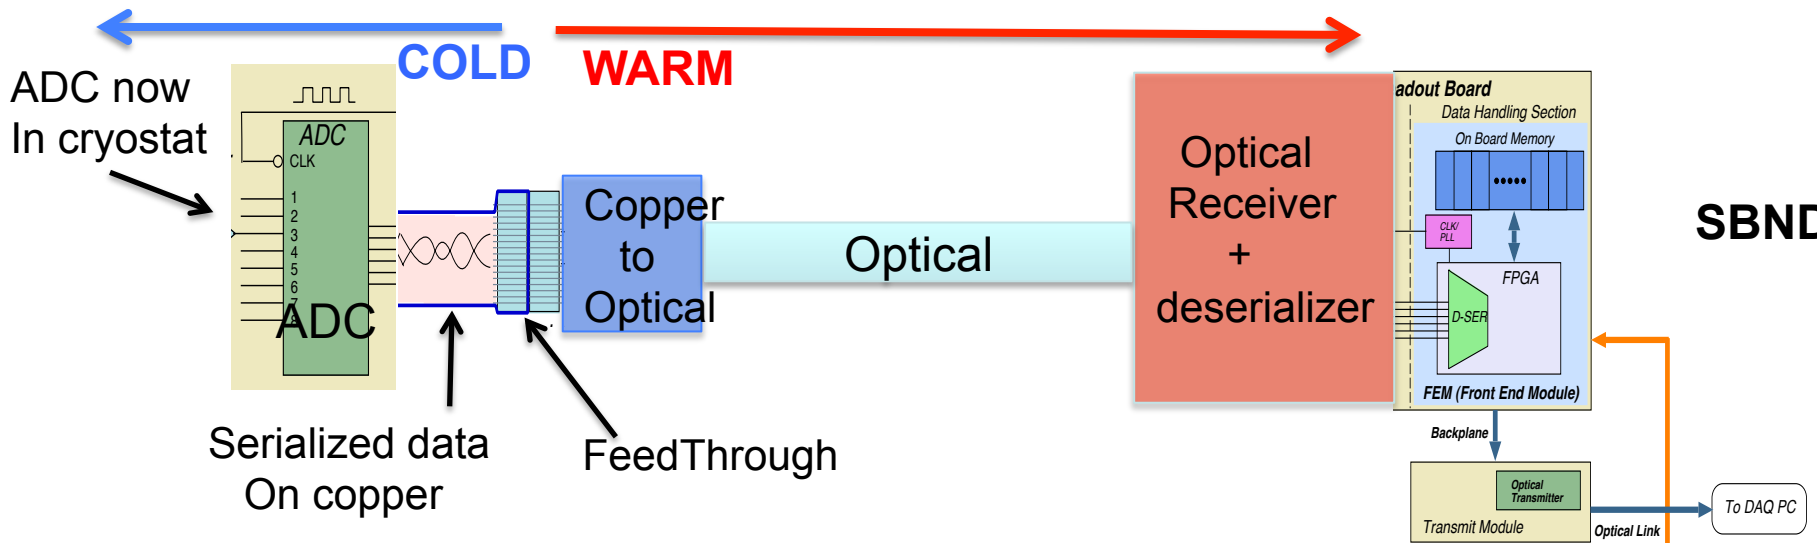 COLD
WARM
ADC now
In cryostat
ADC
CLK
1
2
3
4
5
6
7
8
ADC
Serialized data
On copper
FeedThrough
Copper
to
Optical
Optical
Optical
Receiver
+
deserializer
adout Board
Data Handling Section
On Board Memory
CLK/
PLL
FPGA
D-SER
FEM (Front End Module)
Backplane
Optical
Transmitter
Transmit Module
Optical Link
To DAQ PC
SBND